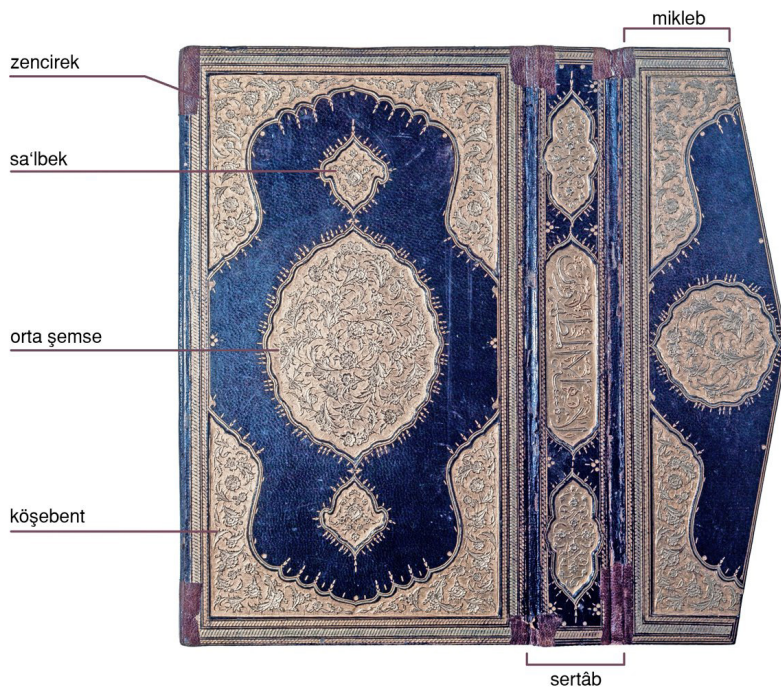 mikleb
zencirek
sa‘lbek
orta şemse
köşebent
sertâb